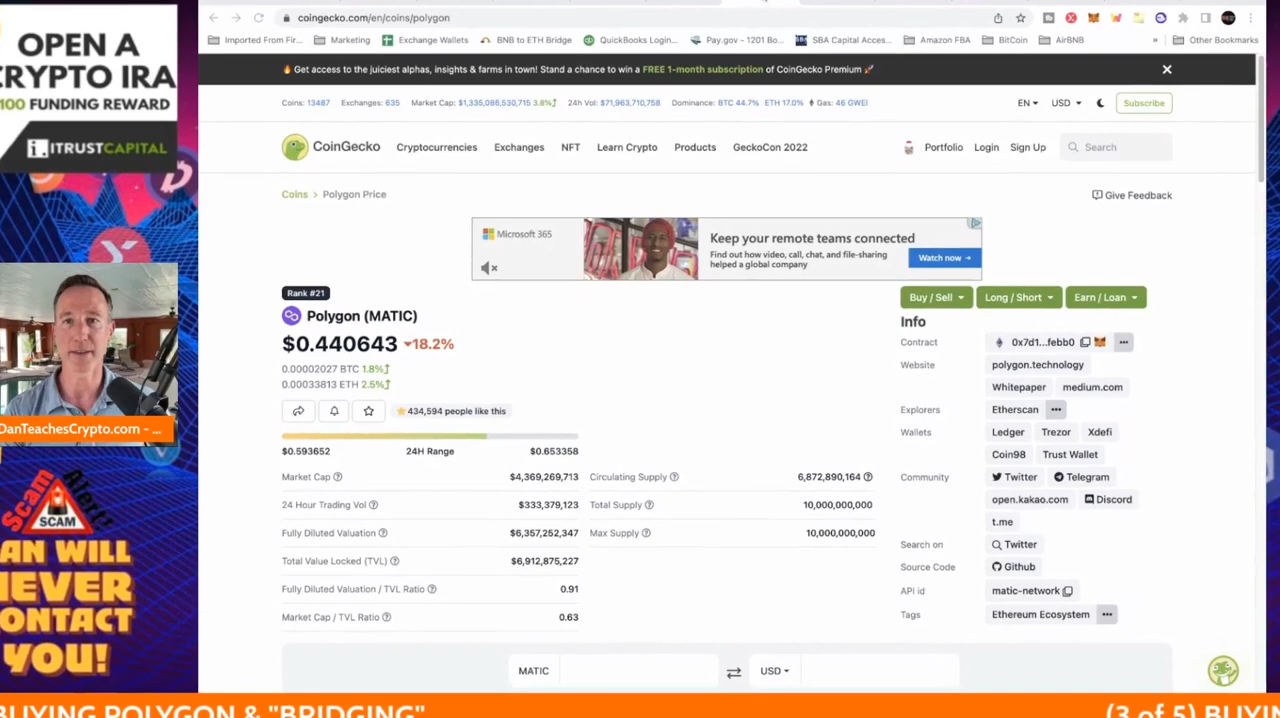 OPEN A
CRYPTO IRA
100 FUNDING REWARD
iTRUSTCAPITAL
DanTeachesCrypto.com - ...
Scam Alert!
SCAM
AN WILL
EVER
ONTACT
YOU!
coingecko.com/en/coins/polygon
Imported From Fir... Marketing Exchange Wallets BNB to ETH Bridge QuickBooks Login... Pay.gov - 1201 Bo... SBA SBA Capital Acces... Amazon FBA BitCoin AirBNB » Other Bookmarks
🔥 Get access to the juiciest alphas, insights & farms in town! Stand a chance to win a FREE 1-month subscription of CoinGecko Premium 🚀
Coins: 13487 Exchanges: 635 Market Cap: $1,335,086,530,715 3.8% 24h Vol: $71,963,710,758 Dominance: BTC 44.7% ETH 17.0% Gas: 46 GWEI EN USD Subscribe
CoinGecko Cryptocurrencies Exchanges NFT Learn Crypto Products GeckoCon 2022 Portfolio Login Sign Up Search
Coins > Polygon Price Give Feedback
Microsoft 365
Keep your remote teams connected
Find out how video, call, chat, and file-sharing
helped a global company
Watch now →
Rank #21
Polygon (MATIC)
$0.440643 18.2%
0.00002027 BTC 1.8%
0.00033813 ETH 2.5%
434,594 people like this
$0.593652 24H Range $0.653358
Market Cap $4,369,269,713 Circulating Supply 6,872,890,164
24 Hour Trading Vol $333,379,123 Total Supply 10,000,000,000
Fully Diluted Valuation $6,357,252,347 Max Supply 10,000,000,000
Total Value Locked (TVL) $6,912,875,227
Fully Diluted Valuation / TVL Ratio 0.91
Market Cap / TVL Ratio 0.63
Buy / Sell Long / Short Earn / Loan
Info
Contract 0x7d1...febb0 ...
Website polygon.technology
Whitepaper medium.com
Explorers Etherscan ...
Wallets Ledger Trezor Xdefi
Coin98 Trust Wallet
Community Twitter Telegram
open.kakao.com Discord
t.me
Search on Twitter
Source Code Github
API id matic-network
Tags Ethereum Ecosystem ...
MATIC USD
BUYING POLYGON & "BRIDGING" (3 of 5) BUYIN